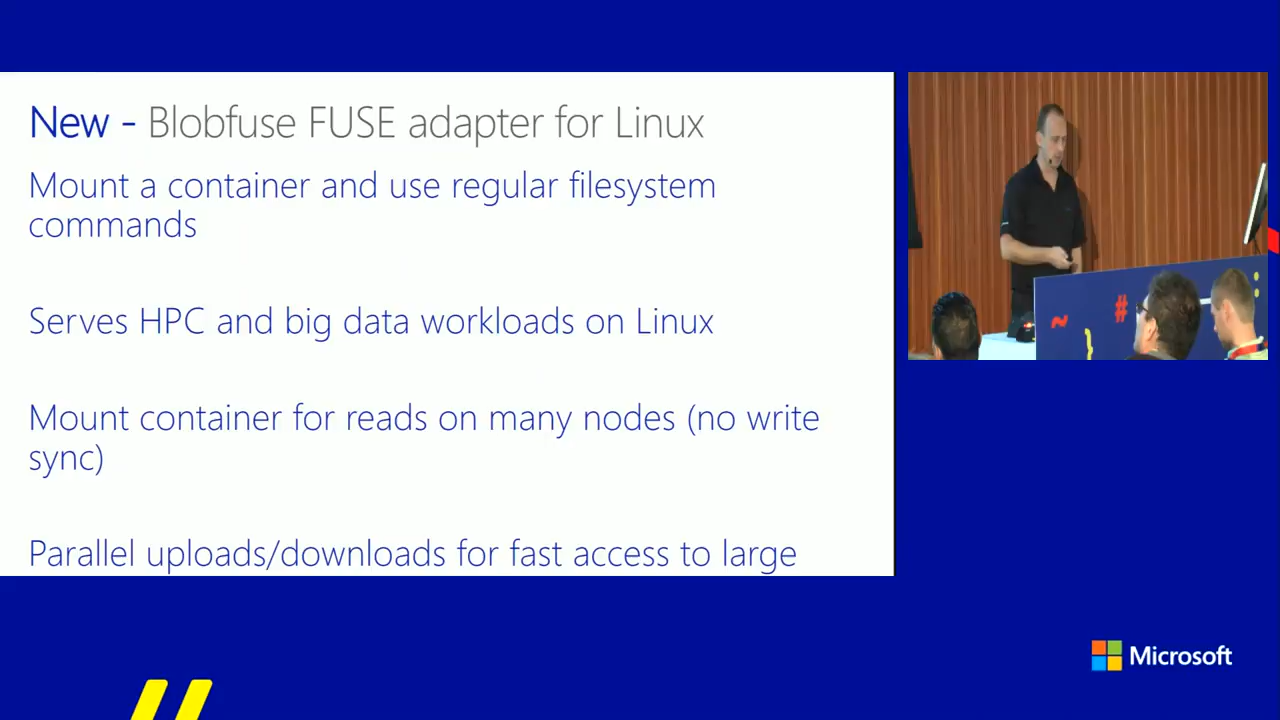 New - Blobfuse FUSE adapter for Linux
Mount a container and use regular filesystem
commands
Serves HPC and big data workloads on Linux
Mount container for reads on many nodes (no write
sync)
Parallel uploads/downloads for fast access to large
~ } #
Microsoft
//